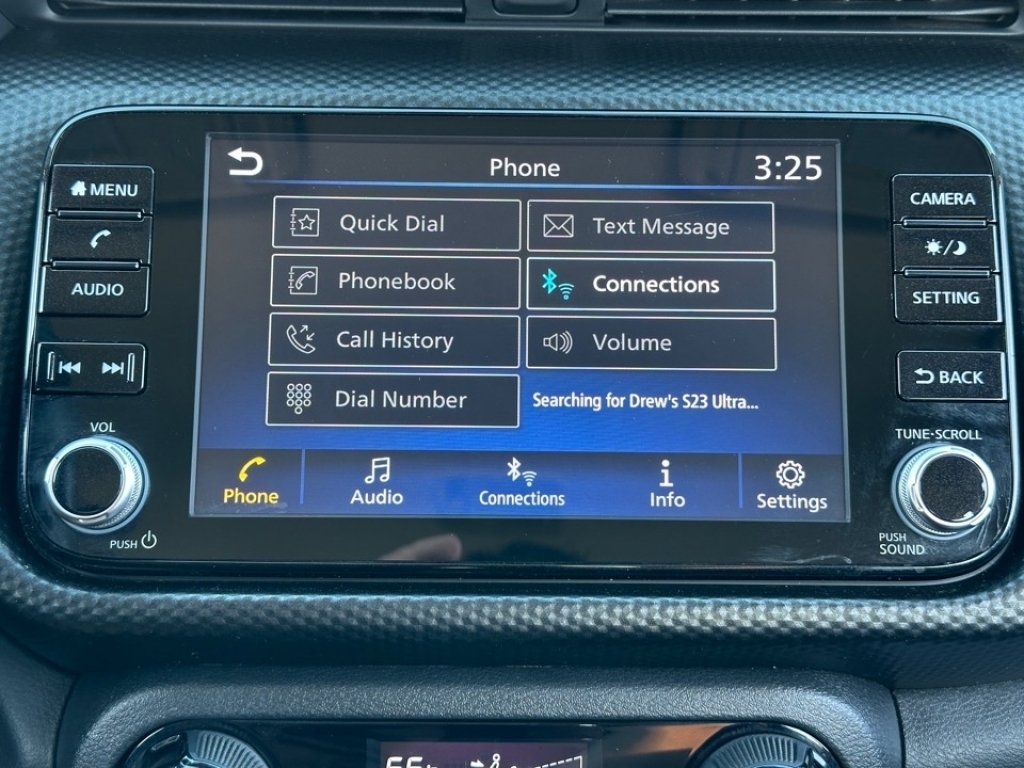 Phone
3:25
MENU
AUDIO
VOL
PUSH
Quick Dial
Text Message
Phonebook
Connections
Call History
Volume
Dial Number
Searching for Drew's S23 Ultra...
Phone
Audio
Connections
Info
Settings
CAMERA
SETTING
BACK
TUNE·SCROLL
PUSH
SOUND